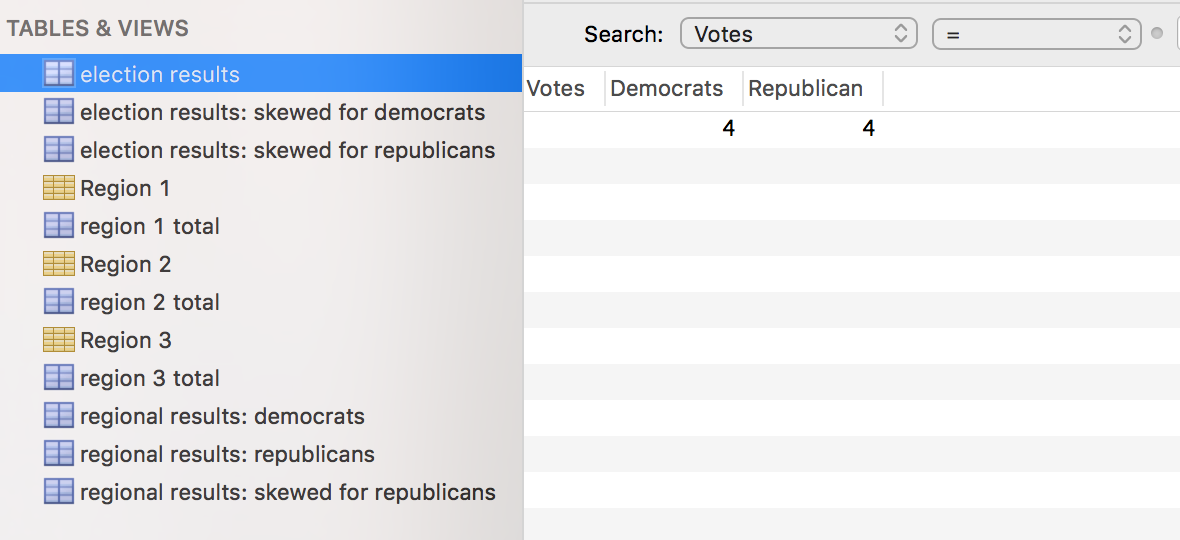 TABLES & VIEWS
election results
election results: skewed for democrats
election results: skewed for republicans
Region 1
region 1 total
Region 2
region 2 total
Region 3
region 3 total
regional results: democrats
regional results: republicans
regional results: skewed for republicans
Search: Votes =
Votes Democrats Republican
4 4